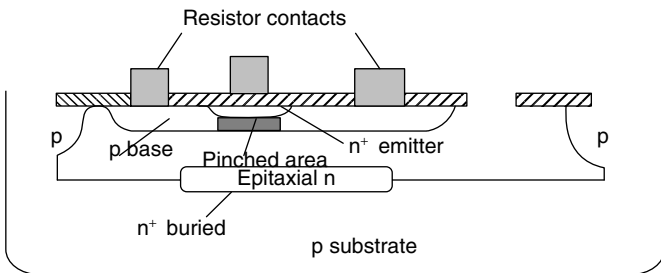 Resistor contacts
p
p base
n⁺ emitter
p
Pinched area
Epitaxial n
n⁺ buried
p substrate